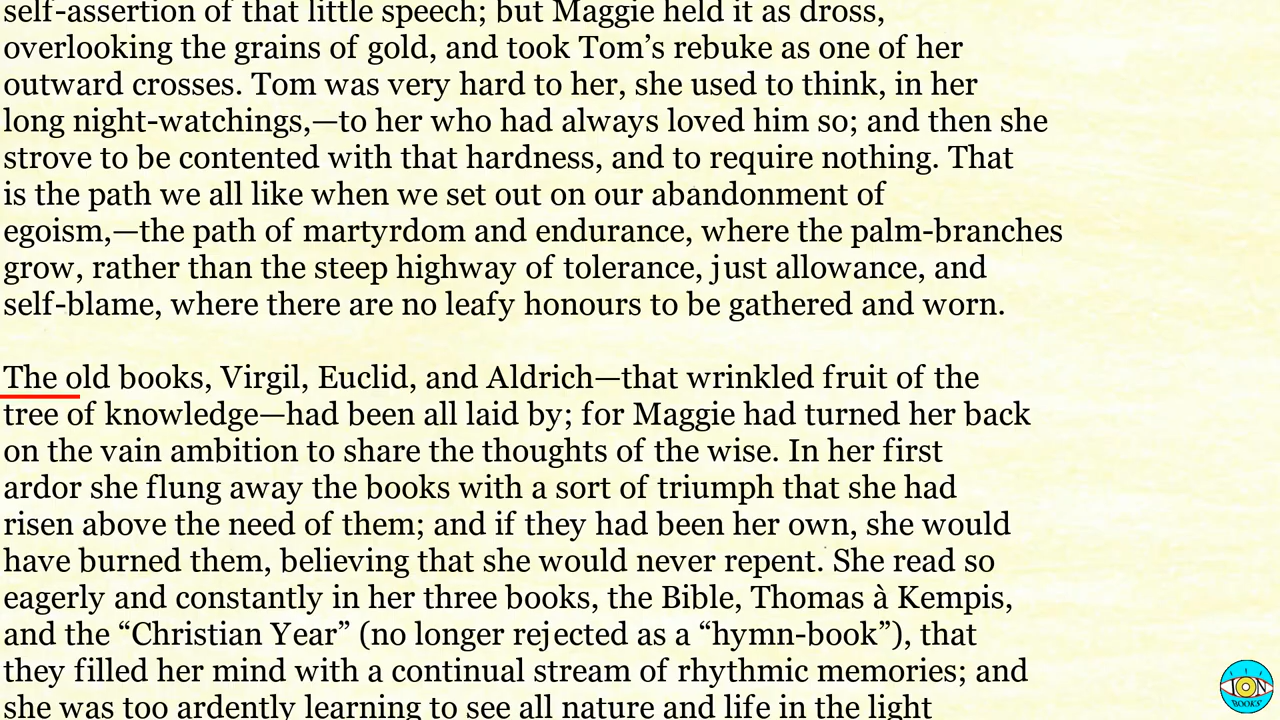 self-assertion of that little speech; but Maggie held it as dross,
overlooking the grains of gold, and took Tom’s rebuke as one of her
outward crosses. Tom was very hard to her, she used to think, in her
long night-watchings,—to her who had always loved him so; and then she
strove to be contented with that hardness, and to require nothing. That
is the path we all like when we set out on our abandonment of
egoism,—the path of martyrdom and endurance, where the palm-branches
grow, rather than the steep highway of tolerance, just allowance, and
self-blame, where there are no leafy honours to be gathered and worn.
The old books, Virgil, Euclid, and Aldrich—that wrinkled fruit of the
tree of knowledge—had been all laid by; for Maggie had turned her back
on the vain ambition to share the thoughts of the wise. In her first
ardor she flung away the books with a sort of triumph that she had
risen above the need of them; and if they had been her own, she would
have burned them, believing that she would never repent. She read so
eagerly and constantly in her three books, the Bible, Thomas à Kempis,
and the “Christian Year” (no longer rejected as a “hymn-book”), that
they filled her mind with a continual stream of rhythmic memories; and
she was too ardently learning to see all nature and life in the light
ION
BOOKS